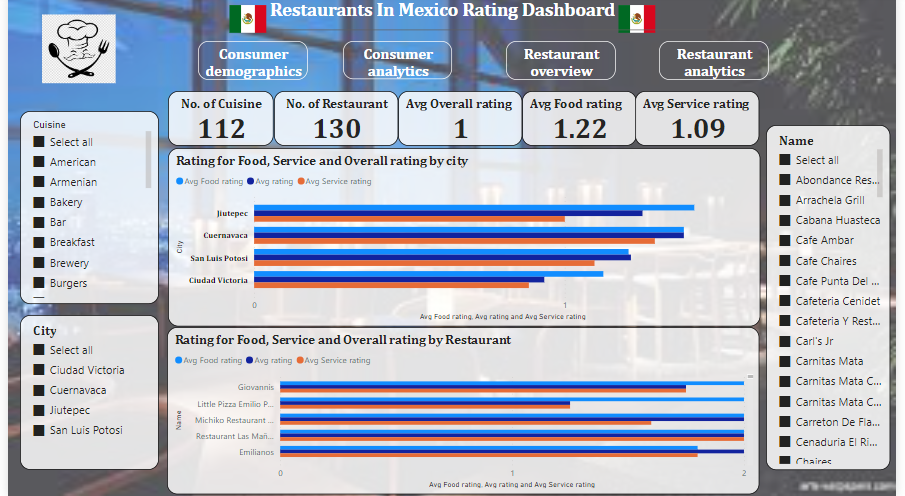 Restaurants In Mexico Rating Dashboard
Consumer
demographics
Consumer
analytics
Restaurant
overview
Restaurant
analytics
No. of Cuisine
112
No. of Restaurant
130
Avg Overall rating
1
Avg Food rating
1.22
Avg Service rating
1.09
Cuisine
Select all
American
Armenian
Bakery
Bar
Breakfast
Brewery
Burgers
City
Select all
Ciudad Victoria
Cuernavaca
Jiutepec
San Luis Potosi
Rating for Food, Service and Overall rating by city
Avg Food rating Avg rating Avg Service rating
City
Jiutepec
Cuernavaca
San Luis Potosi
Ciudad Victoria
0 1
Avg Food rating, Avg rating and Avg Service rating
Rating for Food, Service and Overall rating by Restaurant
Avg Food rating Avg rating Avg Service rating
Name
Giovannis
Little Pizza Emilio P...
Michiko Restaurant ...
Restaurant Las Mañ...
Emilianos
0 1 2
Avg Food rating, Avg rating and Avg Service rating
Name
Select all
Abondance Res...
Arrachela Grill
Cabana Huasteca
Cafe Ambar
Cafe Chaires
Cafe Punta Del ...
Cafeteria Cenidet
Cafeteria Y Rest...
Carl's Jr
Carnitas Mata
Carnitas Mata C...
Carnitas Mata C...
Carreton De Fla...
Cenaduria El Ri...
Chaires